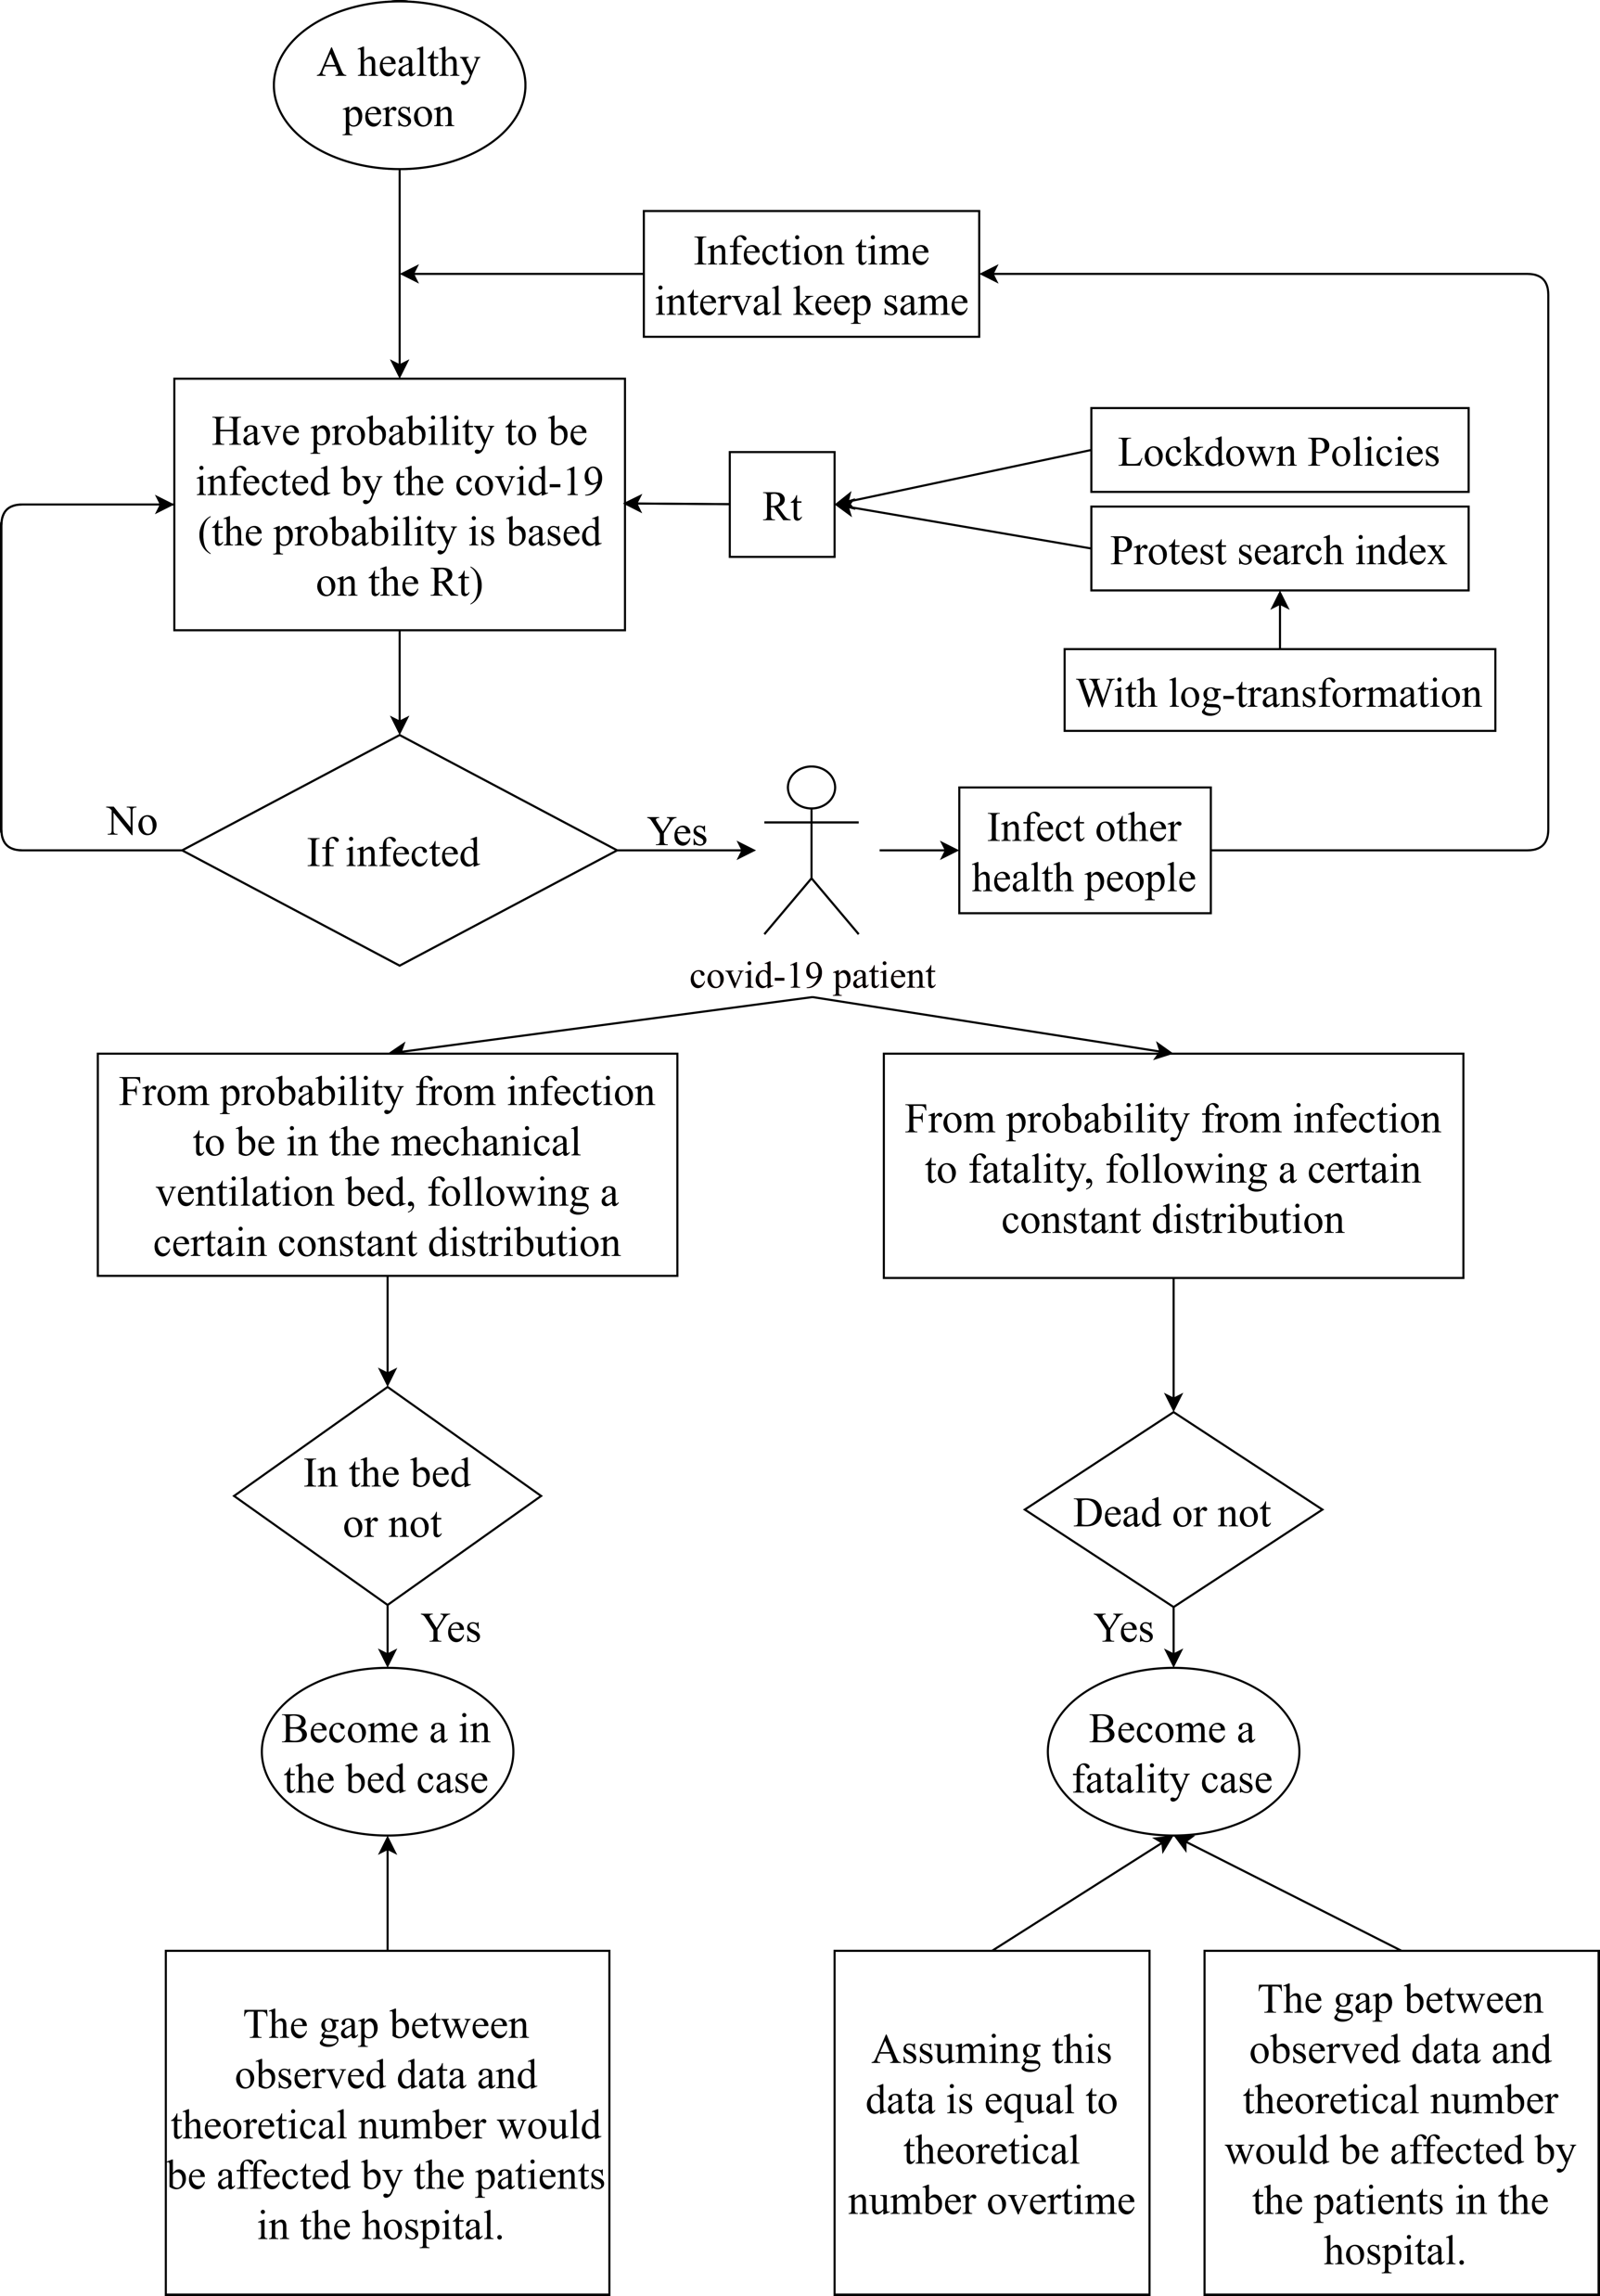 A healthy
person
Infection time
interval keep same
Have probability to be
infected by the covid-19
(the probability is based
on the Rt)
Rt
Lockdown Policies
Protest search index
With log-transformation
No
If infected
Yes
Infect other
health people
covid-19 patient
From probability from infection
to be in the mechanical
ventilation bed, following a
certain constant distribution
From probability from infection
to fatality, following a certain
constant distribution
In the bed
or not
Dead or not
Yes
Yes
Become a in
the bed case
Become a
fatality case
The gap between
observed data and
theoretical number would
be affected by the patients
in the hospital.
Assuming this
data is equal to
theoretical
number overtime
The gap between
observed data and
theoretical number
would be affected by
the patients in the
hospital.